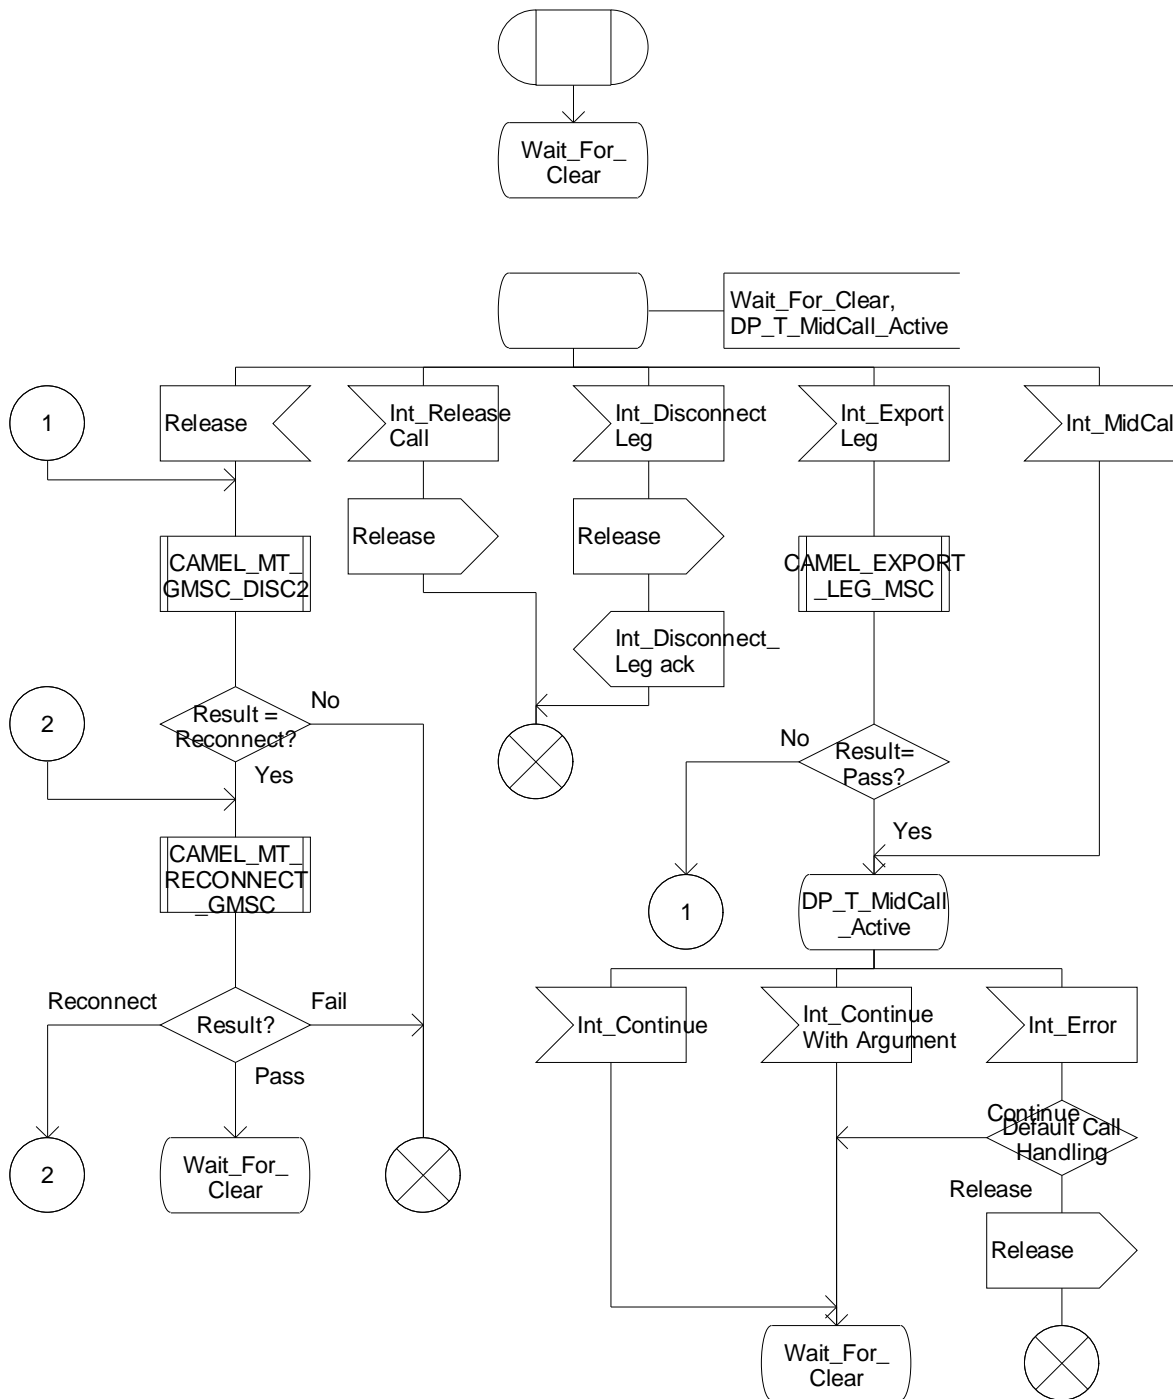 Wait_For_
Clear
Wait_For_Clear,
DP_T_MidCall_Active
1
Release
Int_Release
Call
Int_Disconnect
Leg
Int_Export
Leg
Int_MidCal
CAMEL_MT_
GMSC_DISC2
Release
Release
CAMEL_EXPORT
_LEG_MSC
Int_Disconnect_
Leg ack
2
Result =
Reconnect?
No
Yes
No
Result=
Pass?
Yes
CAMEL_MT_
RECONNECT
_GMSC
1
DP_T_MidCall
_Active
Reconnect
Result?
Fail
Pass
Int_Continue
Int_Continue
With Argument
Int_Error
Continue
Default Call
Handling
Release
2
Wait_For_
Clear
Release
Wait_For_
Clear